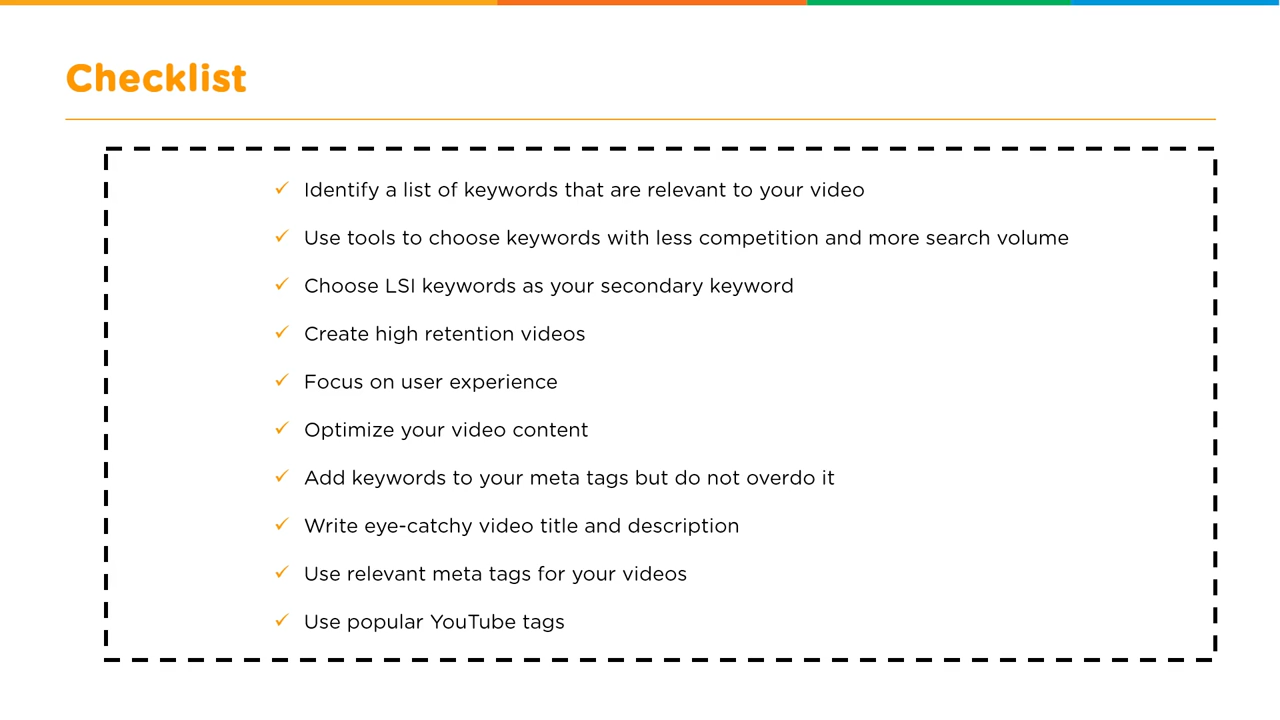 Checklist
✓ Identify a list of keywords that are relevant to your video
✓ Use tools to choose keywords with less competition and more search volume
✓ Choose LSI keywords as your secondary keyword
✓ Create high retention videos
✓ Focus on user experience
✓ Optimize your video content
✓ Add keywords to your meta tags but do not overdo it
✓ Write eye-catchy video title and description
✓ Use relevant meta tags for your videos
✓ Use popular YouTube tags